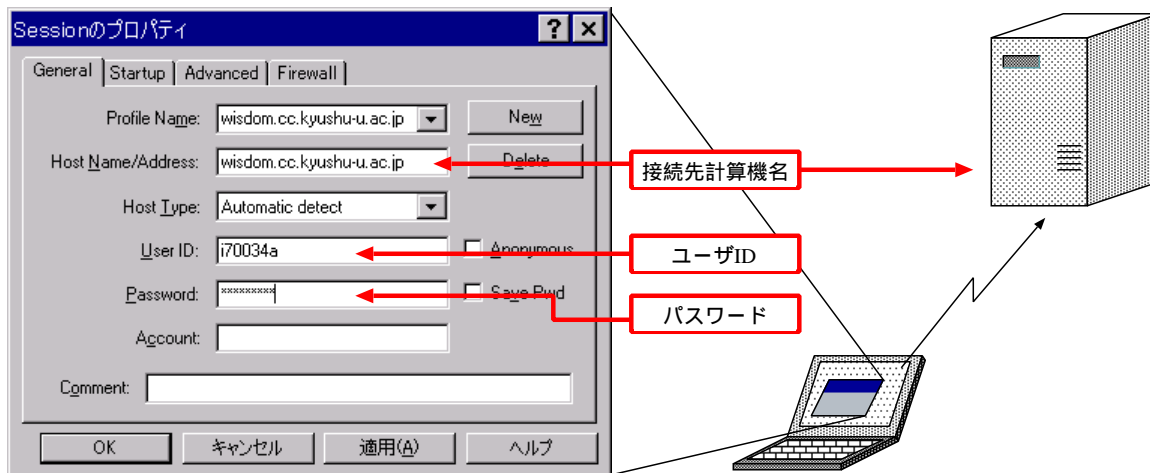 Sessionのプロパティ
General Startup Advanced Firewall
Profile Name: wisdom.cc.kyushu-u.ac.jp New
Host Name/Address: wisdom.cc.kyushu-u.ac.jp Delete
接続先計算機名
Host Type: Automatic detect
User ID: i70034a Anonymous
ユーザID
Password: ********* Save Pwd
パスワード
Account:
Comment:
OK キャンセル 適用(A) ヘルプ